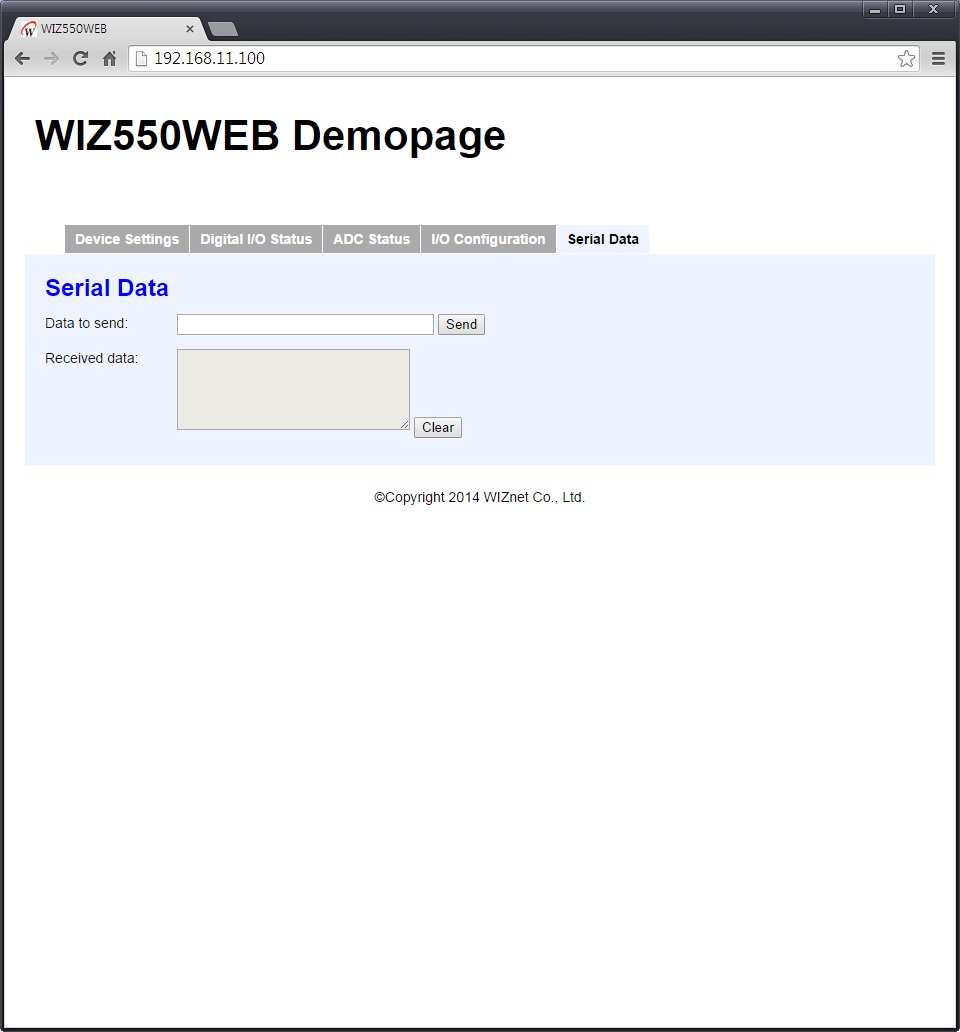 WIZ550WEB
192.168.11.100
WIZ550WEB Demopage
Device Settings Digital I/O Status ADC Status I/O Configuration Serial Data
Serial Data
Data to send: Send
Received data:
Clear
©Copyright 2014 WIZnet Co., Ltd.